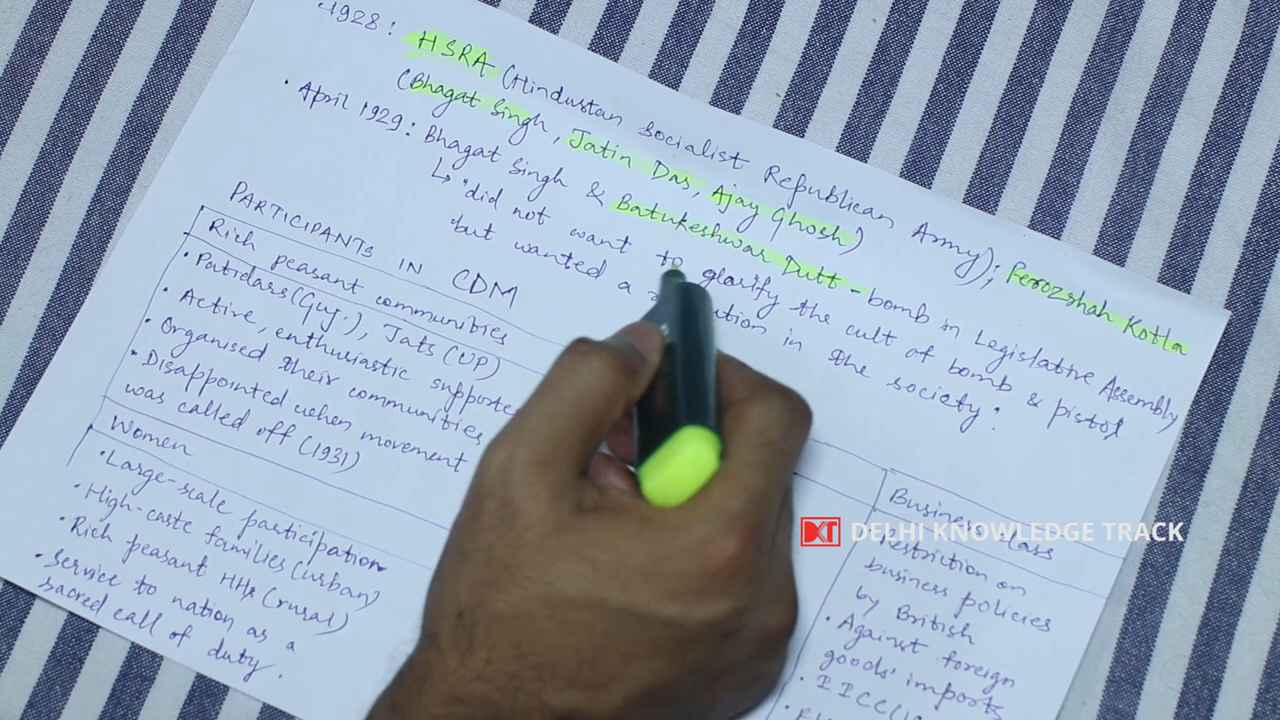 • 1928 : HSRA (Hindustan Socialist Republican Army); Ferozshah Kotla
(Bhagat Singh, Jatin Das, Ajay Ghosh)
• April 1929 : Bhagat Singh & Batukeshwar Dutt - bomb in Legislative Assembly
↳ "did not want to glorify the cult of bomb & pistol
but wanted a in the society :
PARTICIPANTS IN CDM
Rich peasant communities
• Patidars (Guj.), Jats (UP)
• Active, enthusiastic
• Organised their communities
• Disappointed when movement
was called off (1931)
Women
• Large-scale participation
• High-caste families (urban)
• Rich peasant HHs (rural)
• Service to nation as a
sacred call of duty.
Business class
Restriction on
business policies
by British
• Against foreign
goods' imports
DKT DELHI KNOWLEDGE TRACK